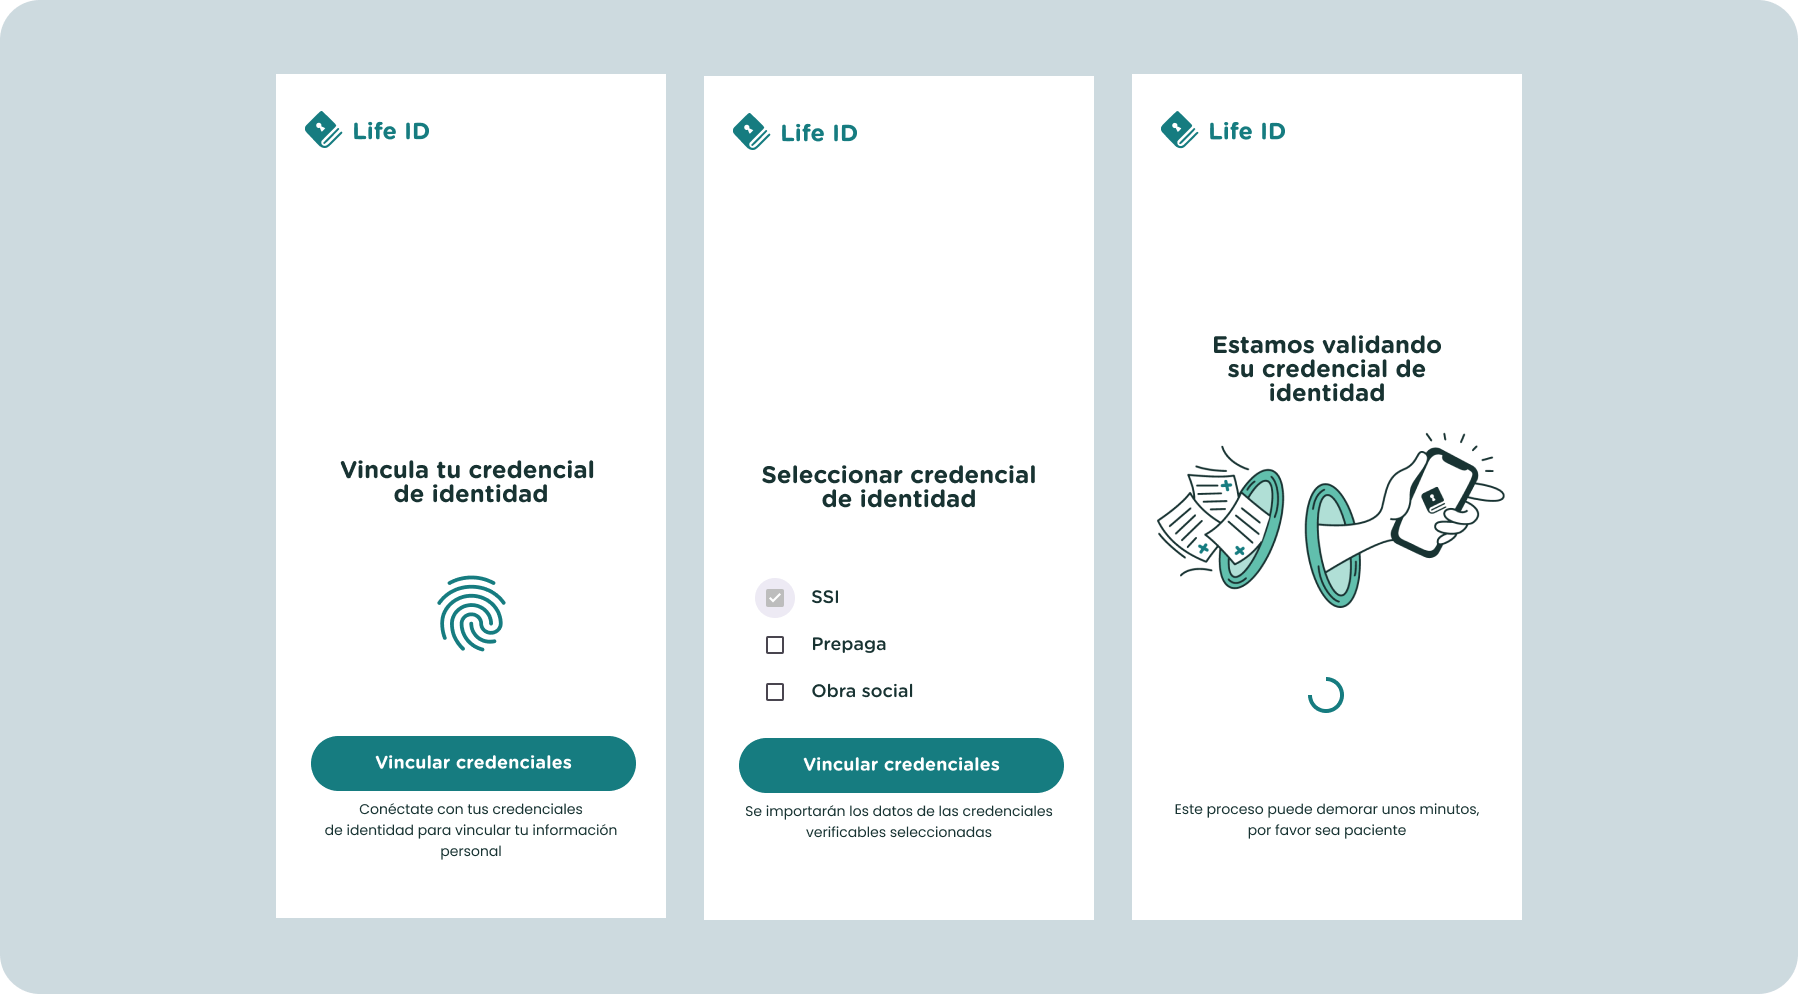 Life ID
Vincula tu credencial
de identidad
Vincular credenciales
Conéctate con tus credenciales
de identidad para vincular tu información
personal
Life ID
Seleccionar credencial
de identidad
SSI
Prepaga
Obra social
Vincular credenciales
Se importarán los datos de las credenciales
verificables seleccionadas
Life ID
Estamos validando
su credencial de
identidad
Este proceso puede demorar unos minutos,
por favor sea paciente